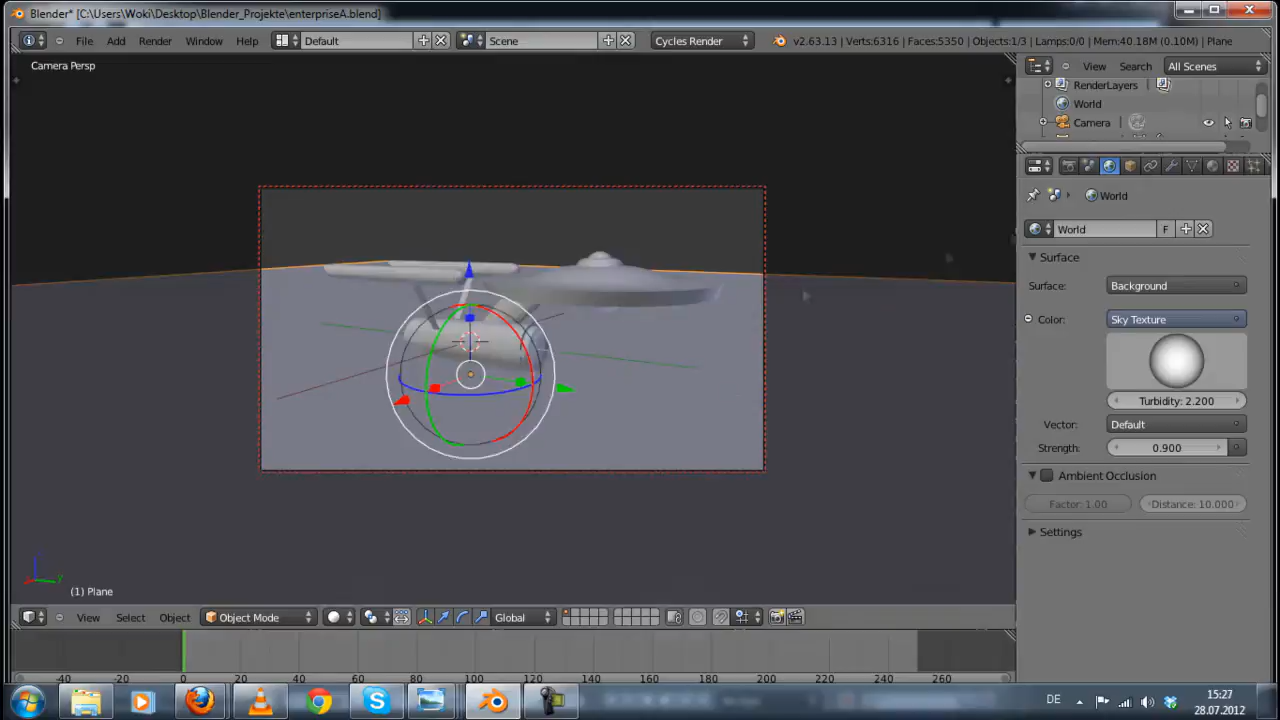 Blender* [C:\Users\Woki\Desktop\Blender_Projekte\enterpriseA.blend]
File Add Render Window Help Default Scene Cycles Render v2.63.13 | Verts:6316 | Faces:5350 | Objects:1/3 | Lamps:0/0 | Mem:40.18M (0.10M) | Plane
Camera Persp
View Search All Scenes
RenderLayers
World
Camera
World
World F
Surface
Surface: Background
Color: Sky Texture
Turbidity: 2.200
Vector: Default
Strength: 0.900
Ambient Occlusion
Factor: 1.00 Distance: 10.000
Settings
(1) Plane
View Select Object Object Mode Global
-40 -20 0 20 40 60 80 100 120 140 160 180 200 220 240 260
DE 15:27
28.07.2012